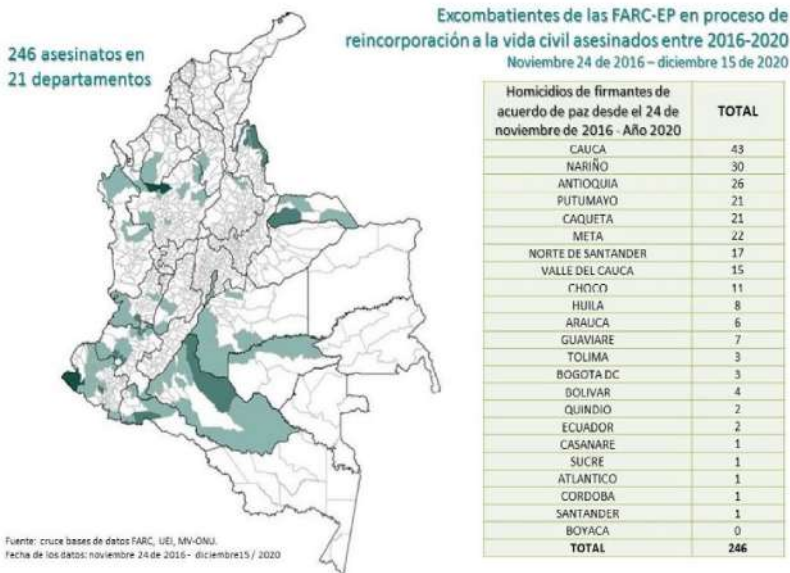 Excombatientes de las FARC-EP en proceso de
reincorporación a la vida civil asesinados entre 2016-2020
Noviembre 24 de 2016 – diciembre 15 de 2020
246 asesinatos en
21 departamentos
Homicidios de firmantes de
acuerdo de paz desde el 24 de
noviembre de 2016 - Año 2020
TOTAL
CAUCA 43
NARIÑO 30
ANTIOQUIA 26
PUTUMAYO 21
CAQUETA 21
META 22
NORTE DE SANTANDER 17
VALLE DEL CAUCA 15
CHOCO 11
HUILA 8
ARAUCA 6
GUAVIARE 7
TOLIMA 3
BOGOTA DC 3
BOLIVAR 4
QUINDIO 2
ECUADOR 2
CASANARE 1
SUCRE 1
ATLANTICO 1
CORDOBA 1
SANTANDER 1
BOYACA 0
TOTAL 246
Fuente: cruce bases de datos FARC, UEI, MV-ONU.
Fecha de los datos: noviembre 24 de 2016 - diciembre15 / 2020